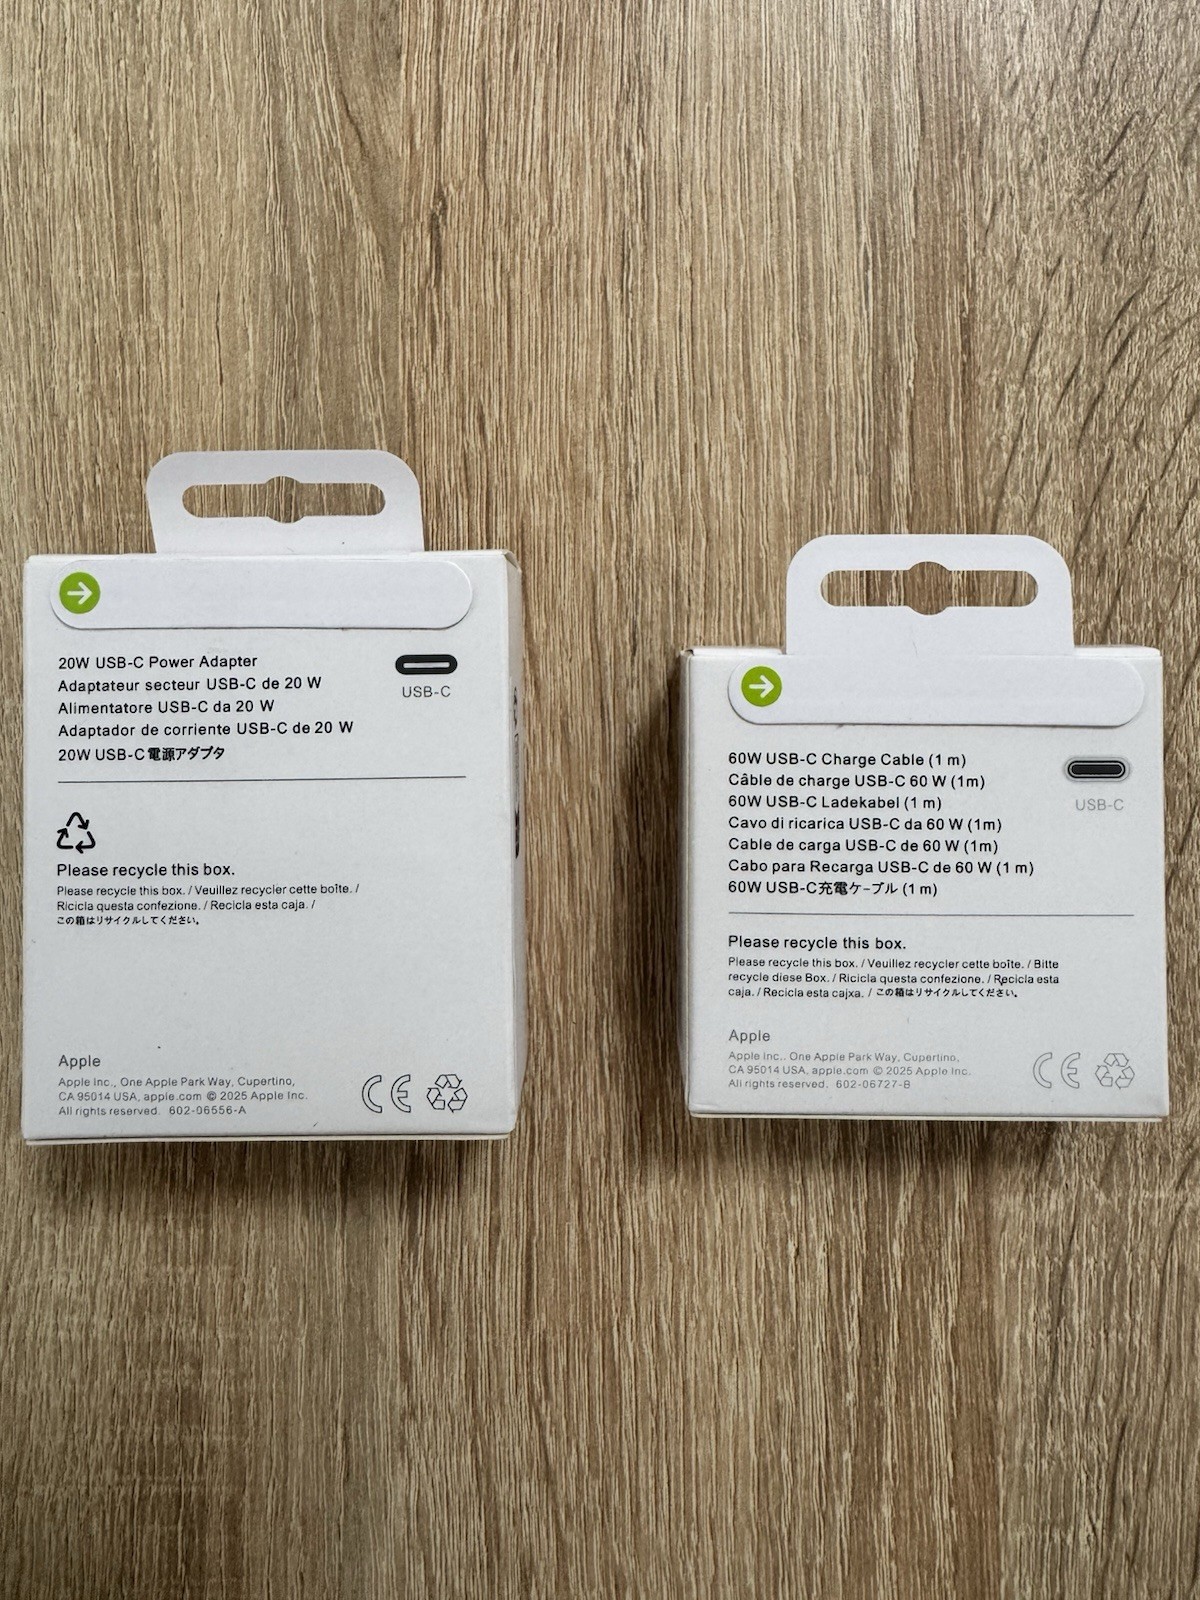 20W USB-C Power Adapter
Adaptateur secteur USB-C de 20 W
Alimentatore USB-C da 20 W
Adaptador de corriente USB-C de 20 W
20W USB-C電源アダプタ
USB-C
Please recycle this box.
Please recycle this box. / Veuillez recycler cette boîte. /
Ricicla questa confezione. / Recicla esta caja. /
この箱はリサイクルしてください。
Apple
Apple Inc., One Apple Park Way, Cupertino,
CA 95014 USA, apple.com © 2025 Apple Inc.
All rights reserved. 602-06556-A
CE
60W USB-C Charge Cable (1 m)
Câble de charge USB-C 60 W (1m)
60W USB-C Ladekabel (1 m)
Cavo di ricarica USB-C da 60 W (1m)
Cable de carga USB-C de 60 W (1m)
Cabo para Recarga USB-C de 60 W (1 m)
60W USB-C充電ケーブル (1 m)
USB-C
Please recycle this box.
Please recycle this box. / Veuillez recycler cette boîte. / Bitte
recycle diese Box. / Ricicla questa confezione. / Recicla esta
caja. / Recicla esta cajxa. / この箱はリサイクルしてください。
Apple
Apple Inc.. One Apple Park Way, Cupertino,
CA 95014 USA, apple.com © 2025 Apple Inc.
All rights reserved. 602-06727-B
CE